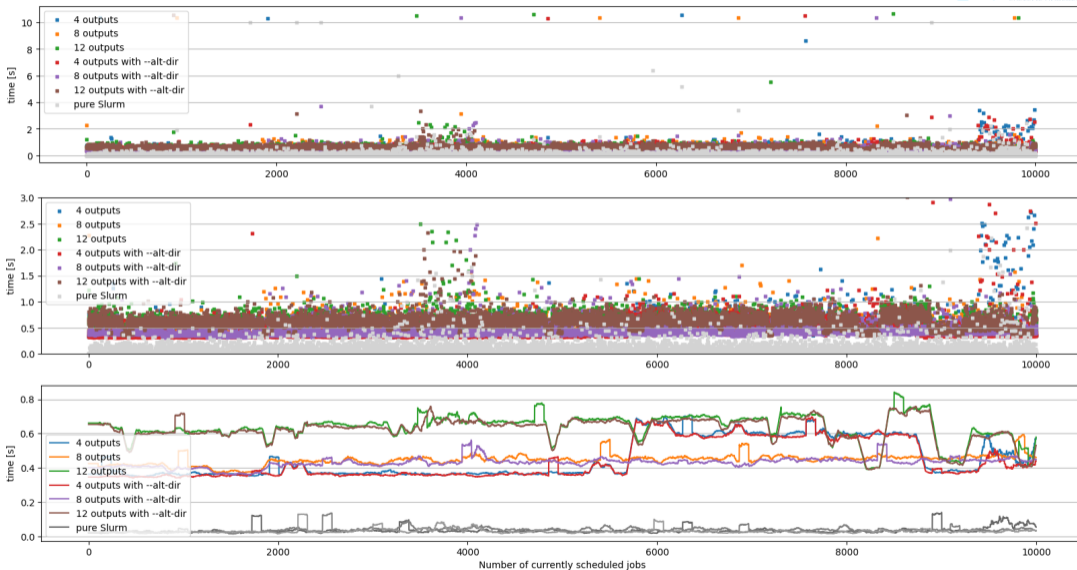 10
8
6
4
2
0
time [s]
4 outputs
8 outputs
12 outputs
4 outputs with --alt-dir
8 outputs with --alt-dir
12 outputs with --alt-dir
pure Slurm
0
2000
4000
6000
8000
10000
3.0
2.5
2.0
1.5
1.0
0.5
0.0
time [s]
4 outputs
8 outputs
12 outputs
4 outputs with --alt-dir
8 outputs with --alt-dir
12 outputs with --alt-dir
pure Slurm
0
2000
4000
6000
8000
10000
0.8
0.6
0.4
0.2
0.0
time [s]
4 outputs
8 outputs
12 outputs
4 outputs with --alt-dir
8 outputs with --alt-dir
12 outputs with --alt-dir
pure Slurm
0
2000
4000
6000
8000
10000
Number of currently scheduled jobs